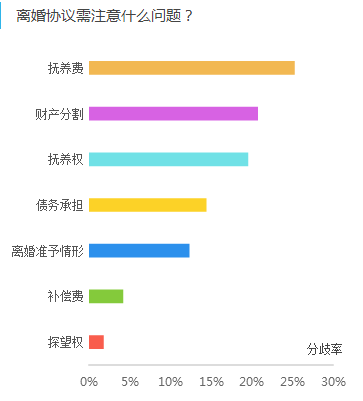 离婚协议需注意什么问题？
抚养费
财产分割
抚养权
债务承担
离婚准予情形
补偿费
探望权
分歧率
0% 5% 10% 15% 20% 25% 30%